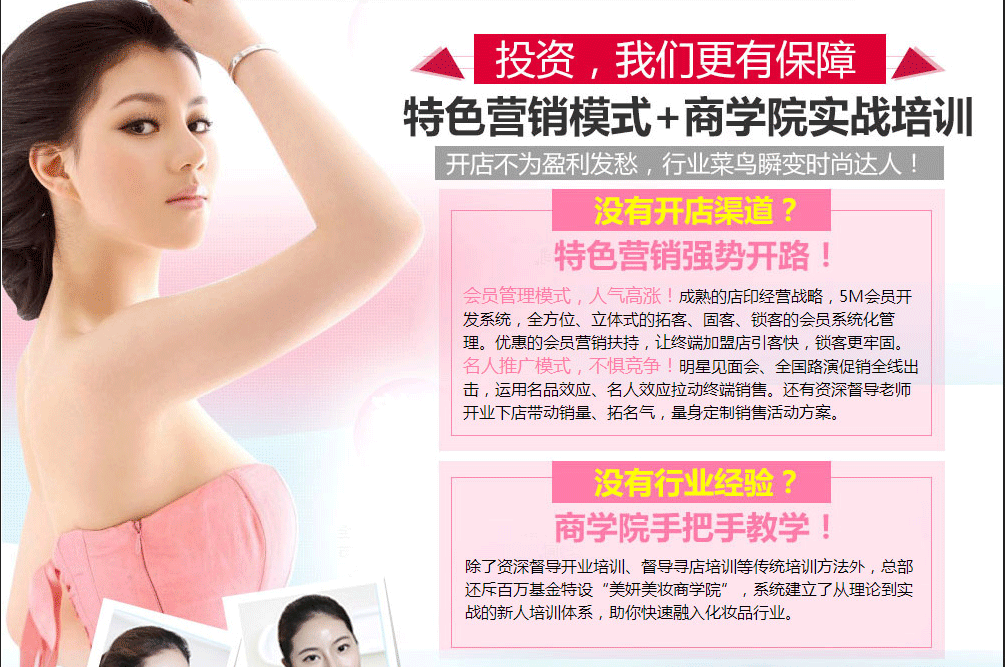 投资，我们更有保障
特色营销模式+商学院实战培训
开店不为盈利发愁，行业菜鸟瞬变时尚达人！
没有开店渠道？
特色营销强势开路！
会员管理模式，人气高涨！成熟的店印经营战略，5M会员开
发系统，全方位、立体式的拓客、固客、锁客的会员系统化管
理。优惠的会员营销扶持，让终端加盟店引客快，锁客更牢固。
名人推广模式，不惧竞争！明星见面会、全国路演促销全线出
击，运用名品效应、名人效应拉动终端销售。还有资深督导老师
开业下店带动销量、拓名气，量身定制销售活动方案。
没有行业经验？
商学院手把手教学！
除了资深督导开业培训、督导寻店培训等传统培训方法外，总部
还斥百万基金特设“美妍美妆商学院”，系统建立了从理论到实
战的新人培训体系，助你快速融入化妆品行业。